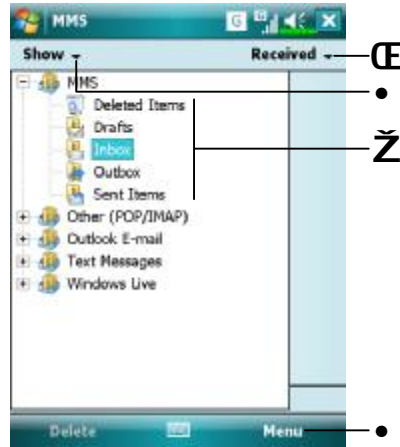 MMS G
Show Received Œ
MMS •
Deleted Items
Drafts
Inbox Ž
Outbox
Sent Items
Other (POP/IMAP)
Outlook E-mail
Text Messages
Windows Live
Delete Menu •